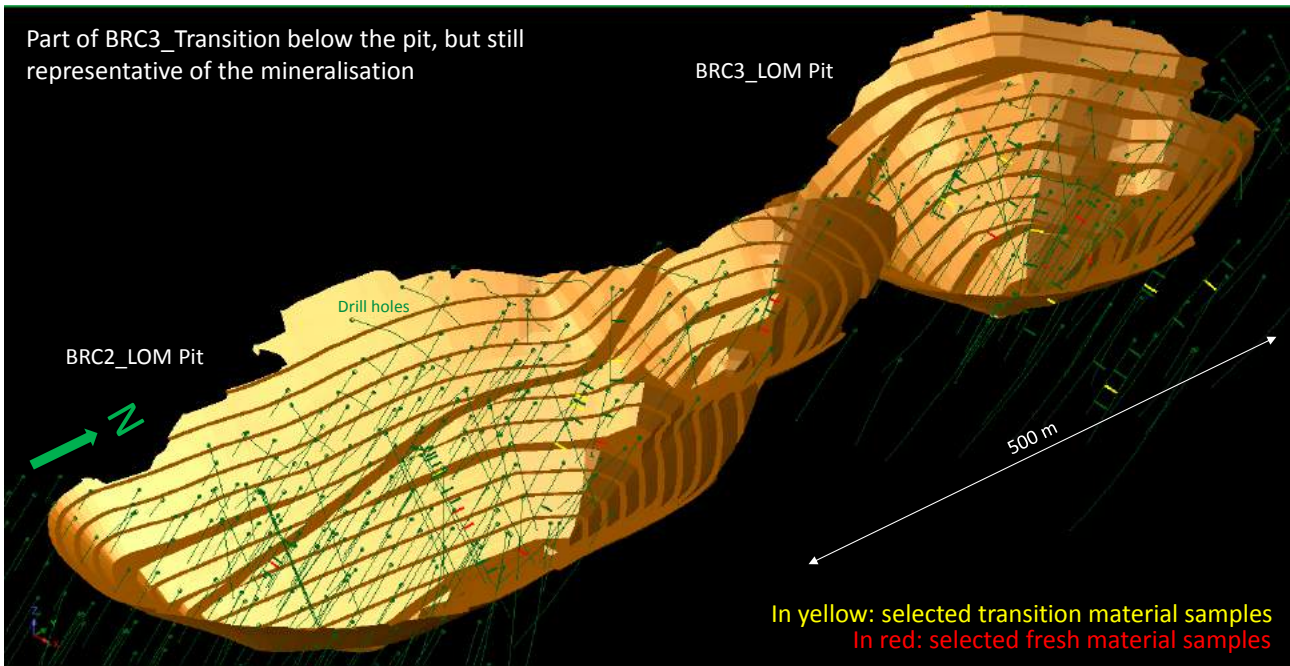 Part of BRC3_Transition below the pit, but still
representative of the mineralisation
BRC3_LOM Pit
Drill holes
BRC2_LOM Pit
N
500 m
In yellow: selected transition material samples
In red: selected fresh material samples
Z